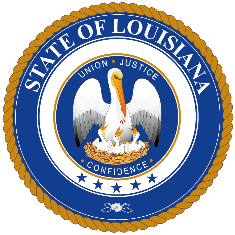 STATE OF LOUISIANA
UNION · JUSTICE
· CONFIDENCE ·